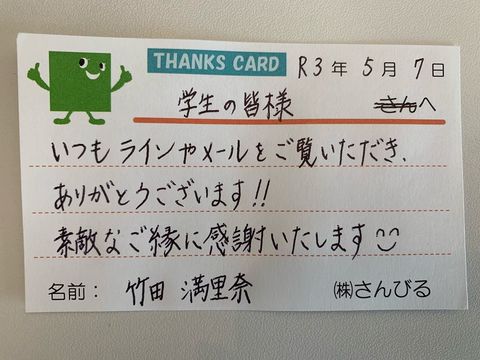 THANKS CARD R3年5月7日
学生の皆様 さんへ
いつもラインやメールをご覧いただき、
ありがとうございます!!
素敵なご縁に感謝いたします
名前: 竹田 満里奈 ㈱さんびる